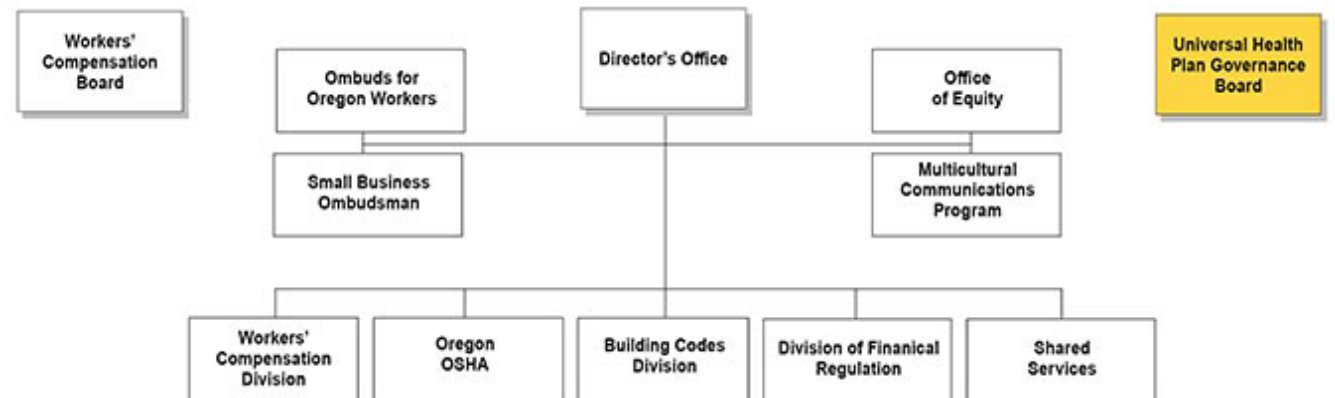 Workers'
Compensation
Board
Ombuds for
Oregon Workers
Director's Office
Office
of Equity
Universal Health
Plan Governance
Board
Small Business
Ombudsman
Multicultural
Communications
Program
Workers'
Compensation
Division
Oregon
OSHA
Building Codes
Division
Division of Finanical
Regulation
Shared
Services